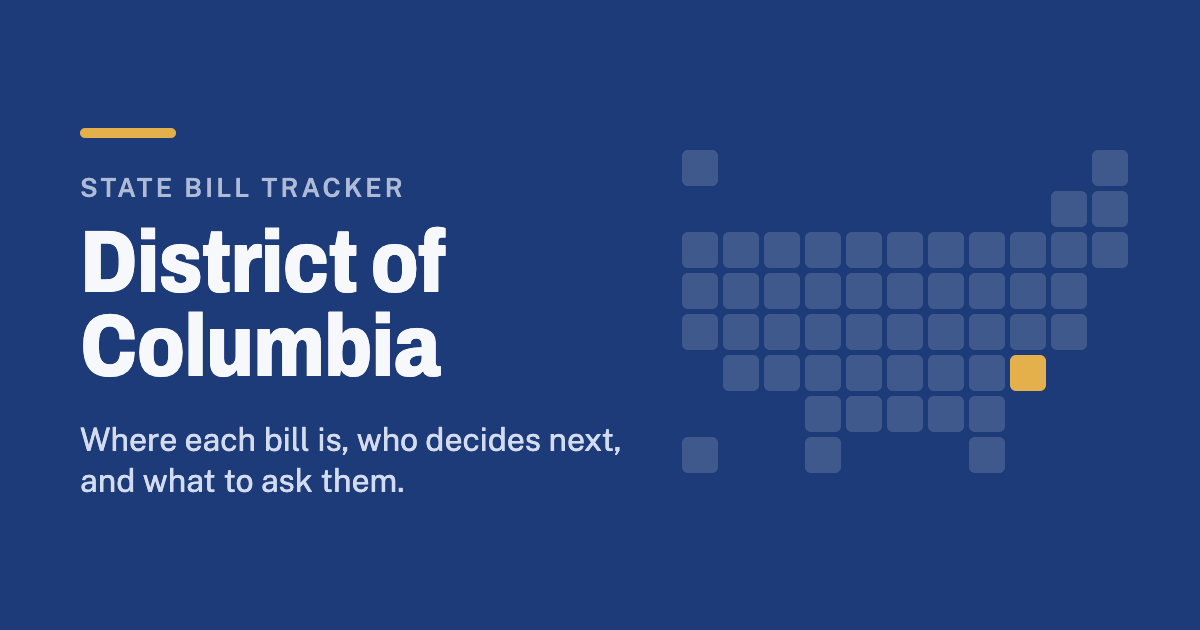 STATE BILL TRACKER
District of
Columbia
Where each bill is, who decides next,
and what to ask them.